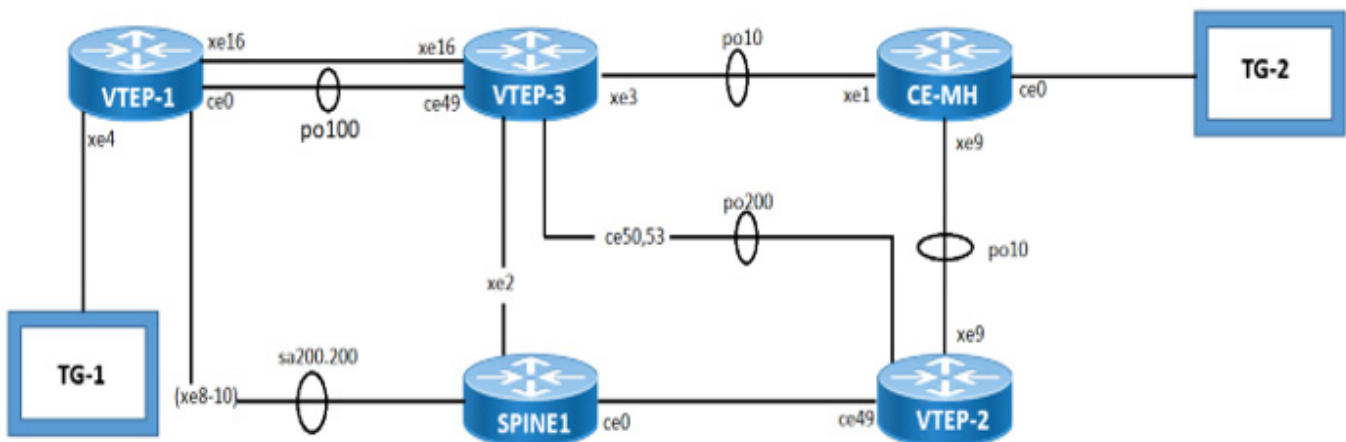 po10
xe16
xe16
VTEP-1
VTEP-3
CE-MH
TG-2
ce0
ce49
xe3
xe1
ce0
po100
xe4
xe9
po200
ce50,53
po10
xe2
xe9
sa200.200
TG-1
(xe8-10)
SPINE1
ce0
ce49
VTEP-2